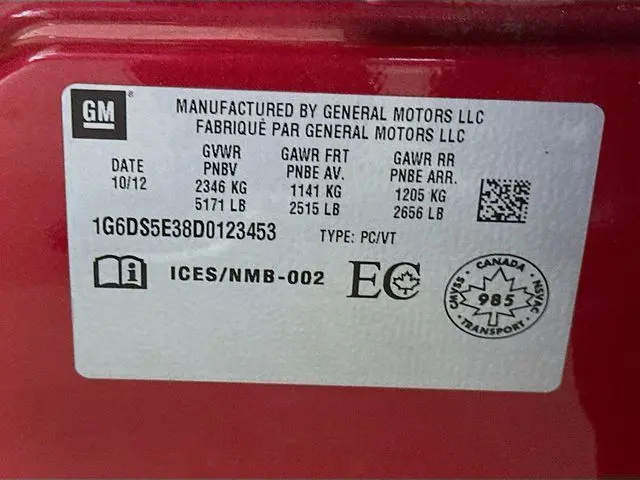 GM
MANUFACTURED BY GENERAL MOTORS LLC
FABRIQUÉ PAR GENERAL MOTORS LLC
DATE
10/12
GVWR
PNBV
2346 KG
5171 LB
GAWR FRT
PNBE AV.
1141 KG
2515 LB
GAWR RR
PNBE ARR.
1205 KG
2656 LB
1G6DS5E38D0123453 TYPE: PC/VT
ICES/NMB-002 EC
CANADA
CMVSS 985 NSVAC
TRANSPORT